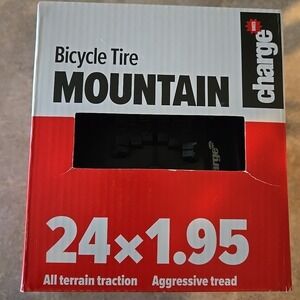 Bicycle Tire
MOUNTAIN
charge
24×1.95
All terrain traction Aggressive tread